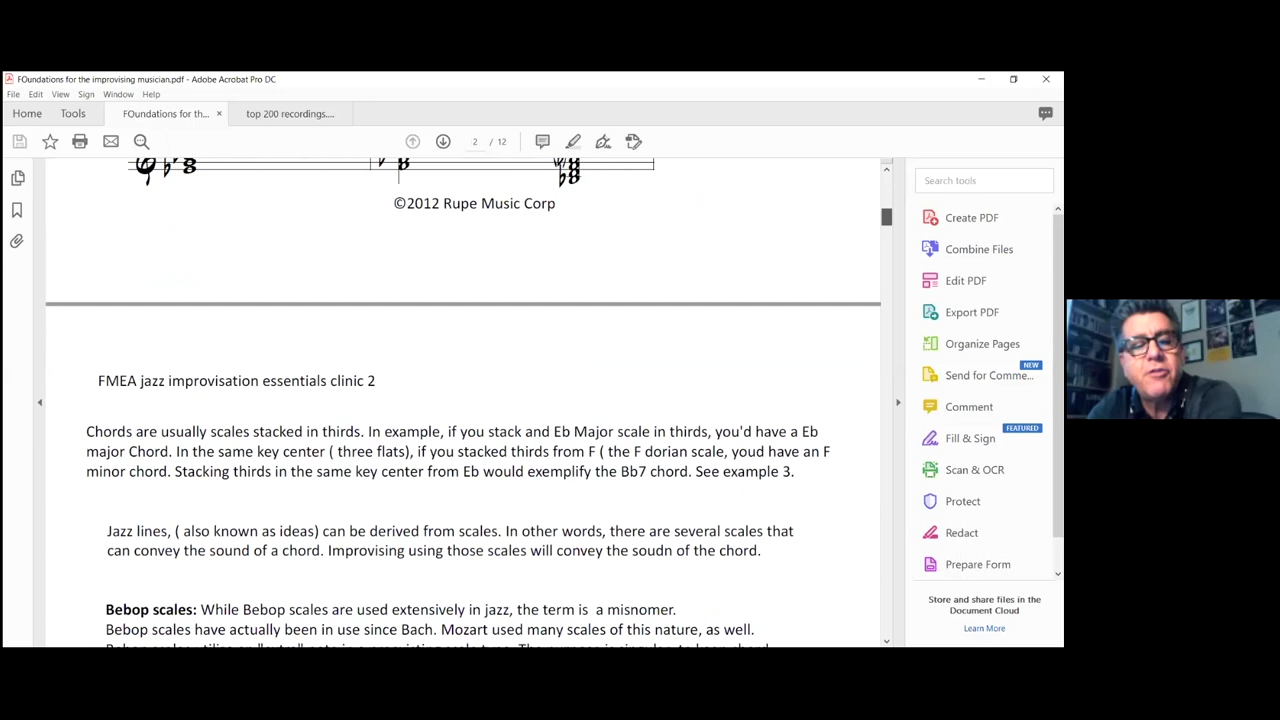 FOundations for the improvising musician.pdf - Adobe Acrobat Pro DC
File Edit View Sign Window Help
Home Tools FOundations for th... × top 200 recordings....
2 / 12
©2012 Rupe Music Corp
FMEA jazz improvisation essentials clinic 2
Chords are usually scales stacked in thirds. In example, if you stack and Eb Major scale in thirds, you'd have a Eb
major Chord. In the same key center ( three flats), if you stacked thirds from F ( the F dorian scale, youd have an F
minor chord. Stacking thirds in the same key center from Eb would exemplify the Bb7 chord. See example 3.
Jazz lines, ( also known as ideas) can be derived from scales. In other words, there are several scales that
can convey the sound of a chord. Improvising using those scales will convey the soudn of the chord.
Bebop scales: While Bebop scales are used extensively in jazz, the term is a misnomer.
Bebop scales have actually been in use since Bach. Mozart used many scales of this nature, as well.
Search tools
Create PDF
Combine Files
Edit PDF
Export PDF
Organize Pages
NEW
Send for Comme...
Comment
FEATURED
Fill & Sign
Scan & OCR
Protect
Redact
Prepare Form
Store and share files in the
Document Cloud
Learn More